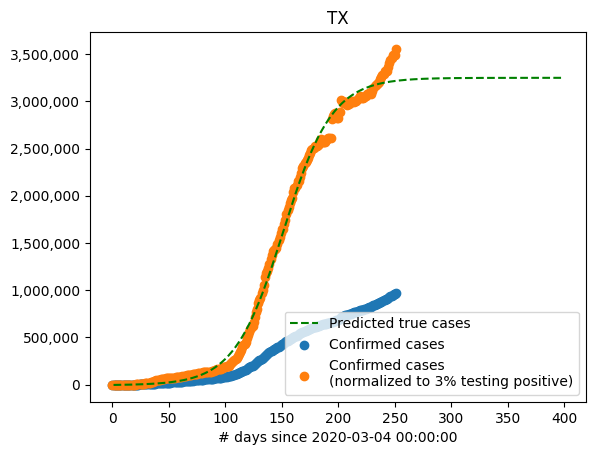 TX
3,500,000
3,000,000
2,500,000
2,000,000
1,500,000
1,000,000
500,000
0
Predicted true cases
Confirmed cases
Confirmed cases
(normalized to 3% testing positive)
0 50 100 150 200 250 300 350 400
# days since 2020-03-04 00:00:00